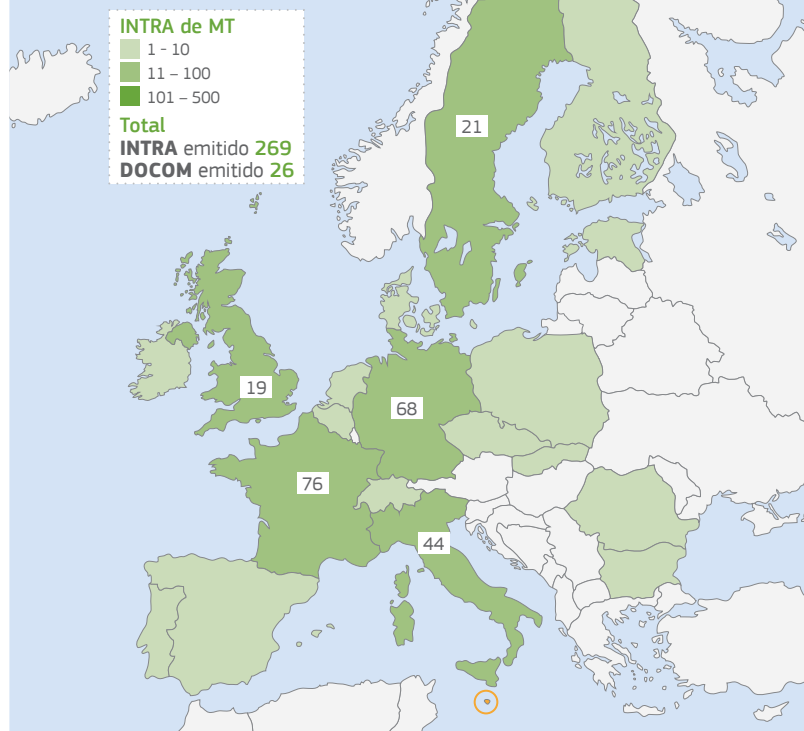 INTRA de MT
1 - 10
11 – 100
101 – 500
Total
INTRA emitido 269
DOCOM emitido 26
21
19
68
76
44